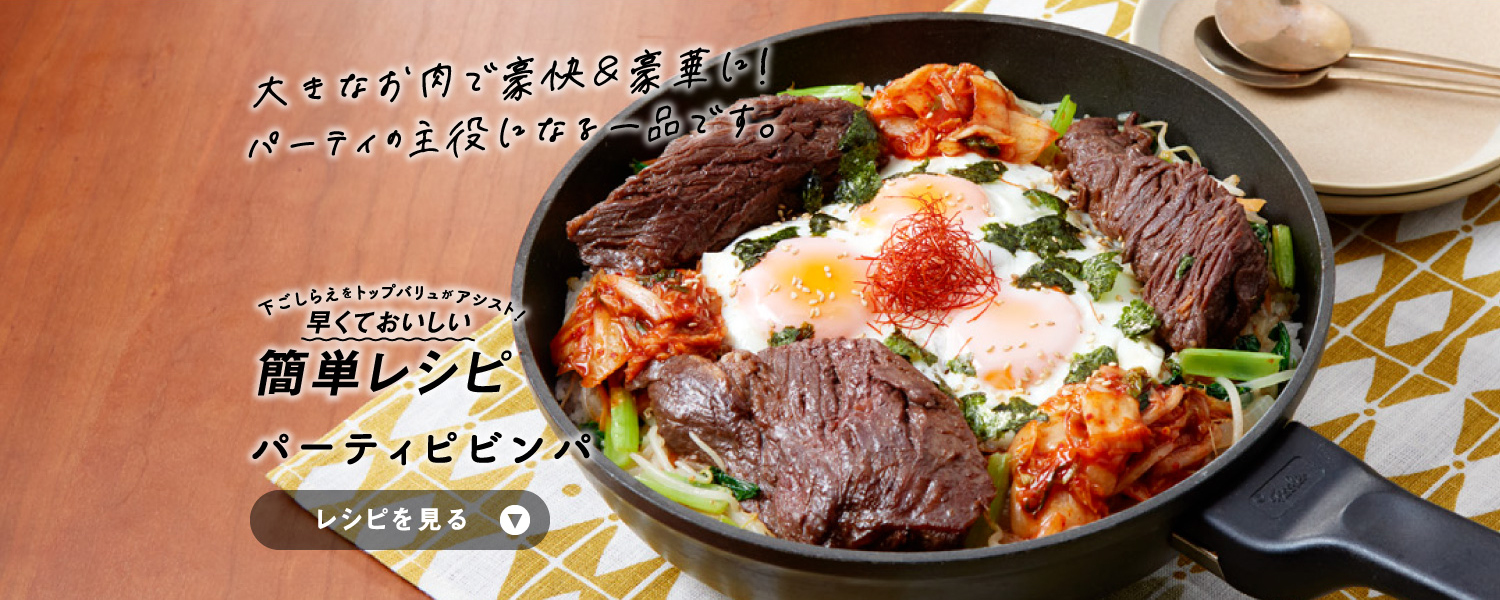 大きなお肉で豪快&豪華に!
パーティの主役になる一品です。
下ごしらえをトップバリュがアシスト!
早くておいしい
簡単レシピ
パーティピビンパ
レシピを見る